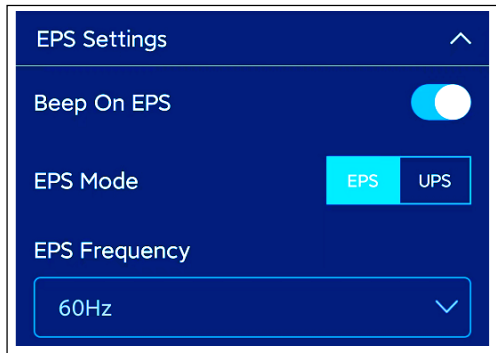 EPS Settings
Beep On EPS
EPS Mode EPS UPS
EPS Frequency
60Hz